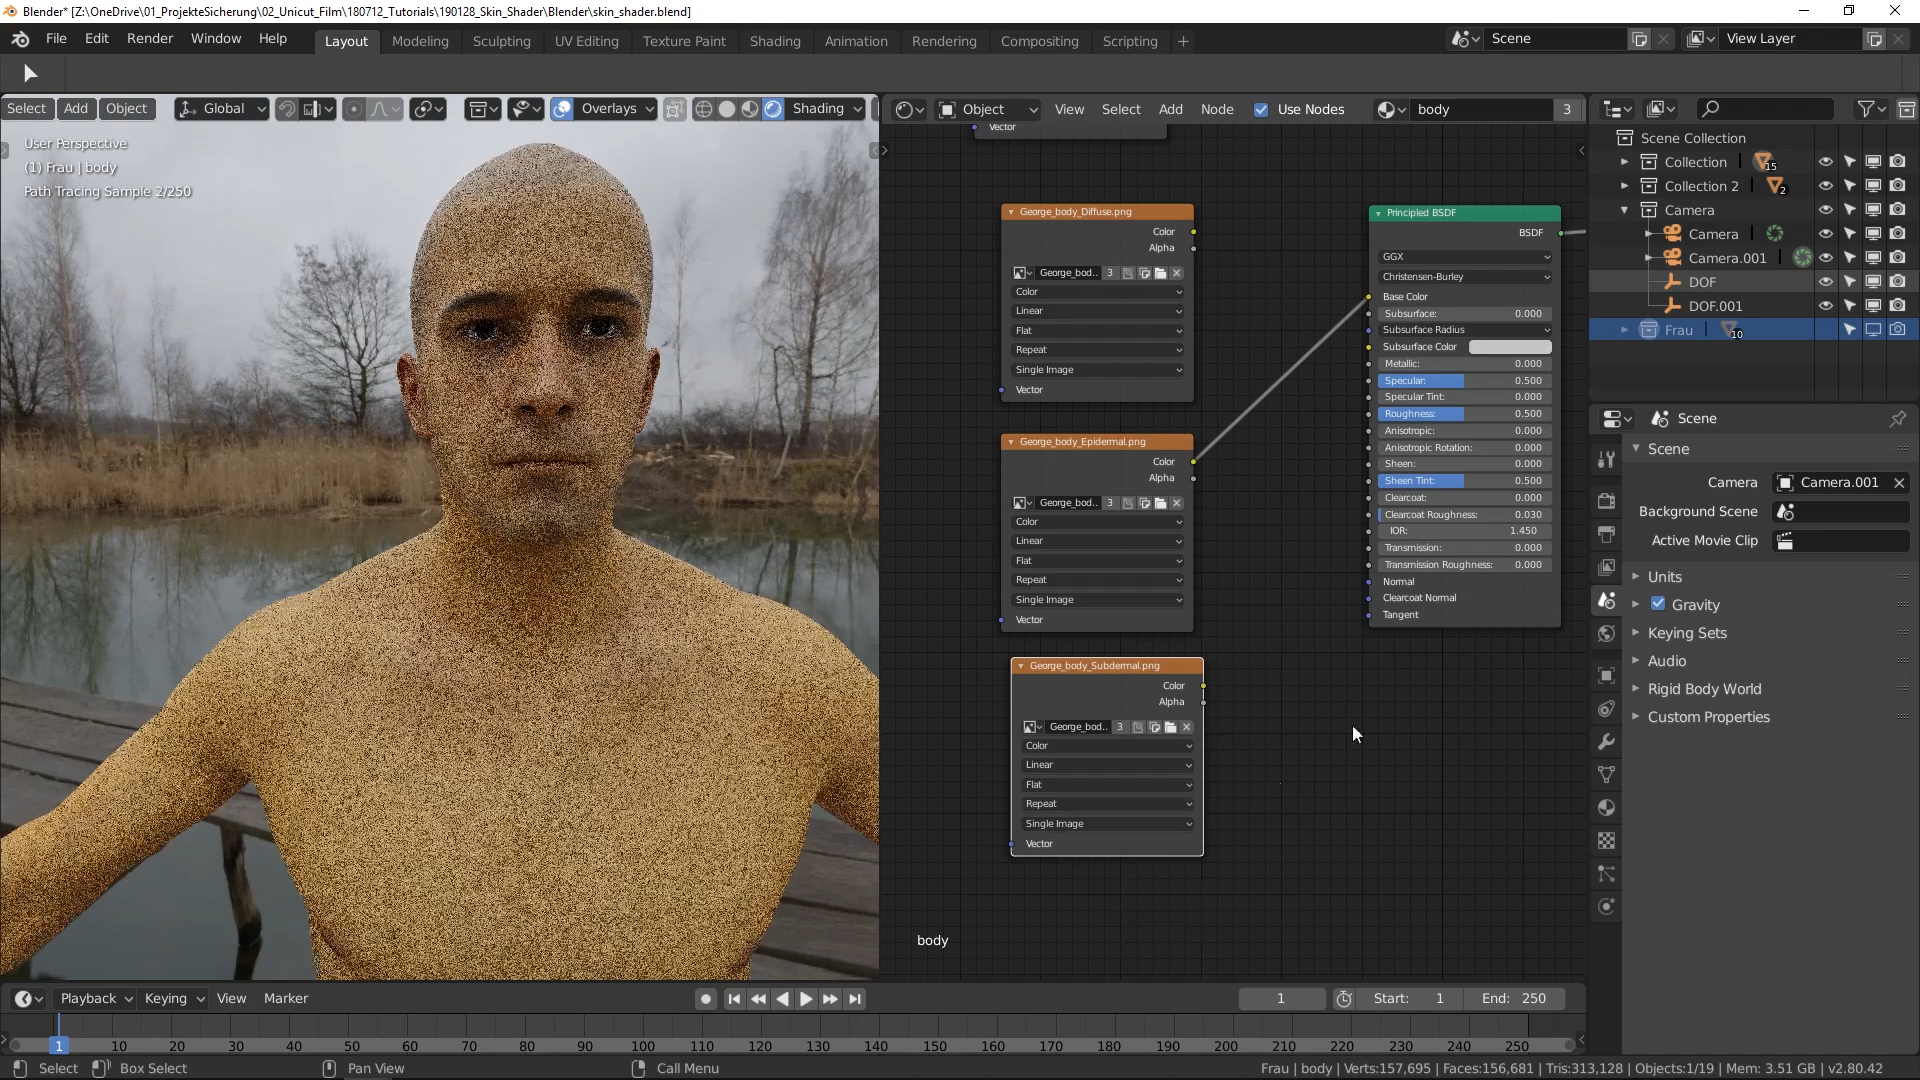 Blender* [Z:\OneDrive\01_ProjekteSicherung\02_Unicut_Film\180712_Tutorials\190128_Skin_Shader\Blender\skin_shader.blend]
File Edit Render Window Help Layout Modeling Sculpting UV Editing Texture Paint Shading Animation Rendering Compositing Scripting + Scene View Layer
Select Add Object Global Overlays Shading
Object View Select Add Node Use Nodes body 3
User Perspective
(1) Frau | body
Path Tracing Sample 2/250
Vector
George_body_Diffuse.png
Color
Alpha
George_bod.. 3
Color
Linear
Flat
Repeat
Single Image
Vector
George_body_Epidermal.png
Color
Alpha
George_bod.. 3
Color
Linear
Flat
Repeat
Single Image
Vector
George_body_Subdermal.png
Color
Alpha
George_bod.. 3
Color
Linear
Flat
Repeat
Single Image
Vector
body
Principled BSDF
BSDF
GGX
Christensen-Burley
Base Color
Subsurface: 0.000
Subsurface Radius
Subsurface Color
Metallic: 0.000
Specular: 0.500
Specular Tint: 0.000
Roughness: 0.500
Anisotropic: 0.000
Anisotropic Rotation: 0.000
Sheen: 0.000
Sheen Tint: 0.500
Clearcoat: 0.000
Clearcoat Roughness: 0.030
IOR: 1.450
Transmission: 0.000
Transmission Roughness: 0.000
Normal
Clearcoat Normal
Tangent
Scene Collection
Collection 15
Collection 2 2
Camera
Camera
Camera.001
DOF
DOF.001
Frau 10
Scene
Scene
Camera Camera.001
Background Scene
Active Movie Clip
Units
Gravity
Keying Sets
Audio
Rigid Body World
Custom Properties
Playback Keying View Marker 1 Start: 1 End: 250
1 10 20 30 40 50 60 70 80 90 100 110 120 130 140 150 160 170 180 190 200 210 220 230 240 250
Select Box Select Pan View Call Menu Frau | body | Verts:157,695 | Faces:156,681 | Tris:313,128 | Objects:1/19 | Mem: 3.51 GB | v2.80.42